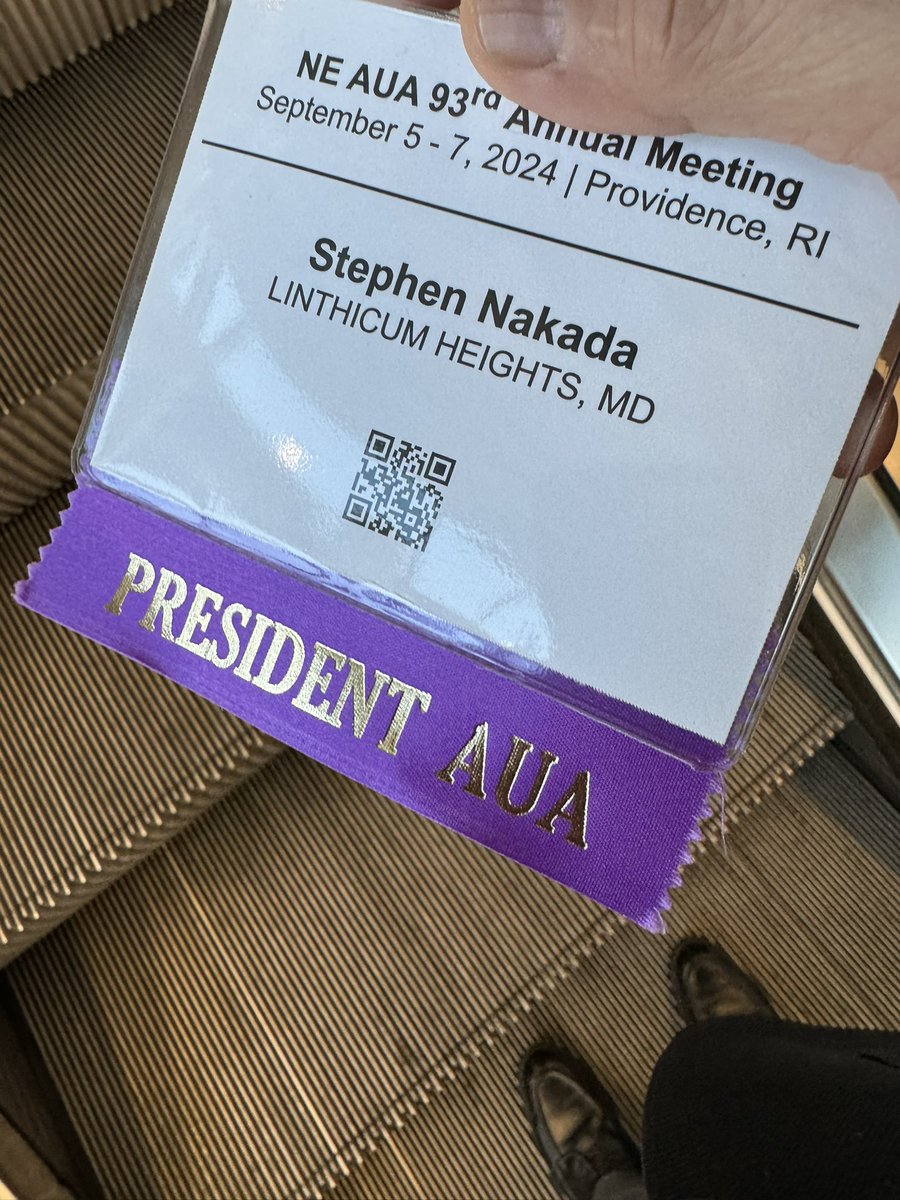 NE AUA 93rd Annual Meeting
September 5 - 7, 2024 | Providence, RI
Stephen Nakada
LINTHICUM HEIGHTS, MD
PRESIDENT AUA